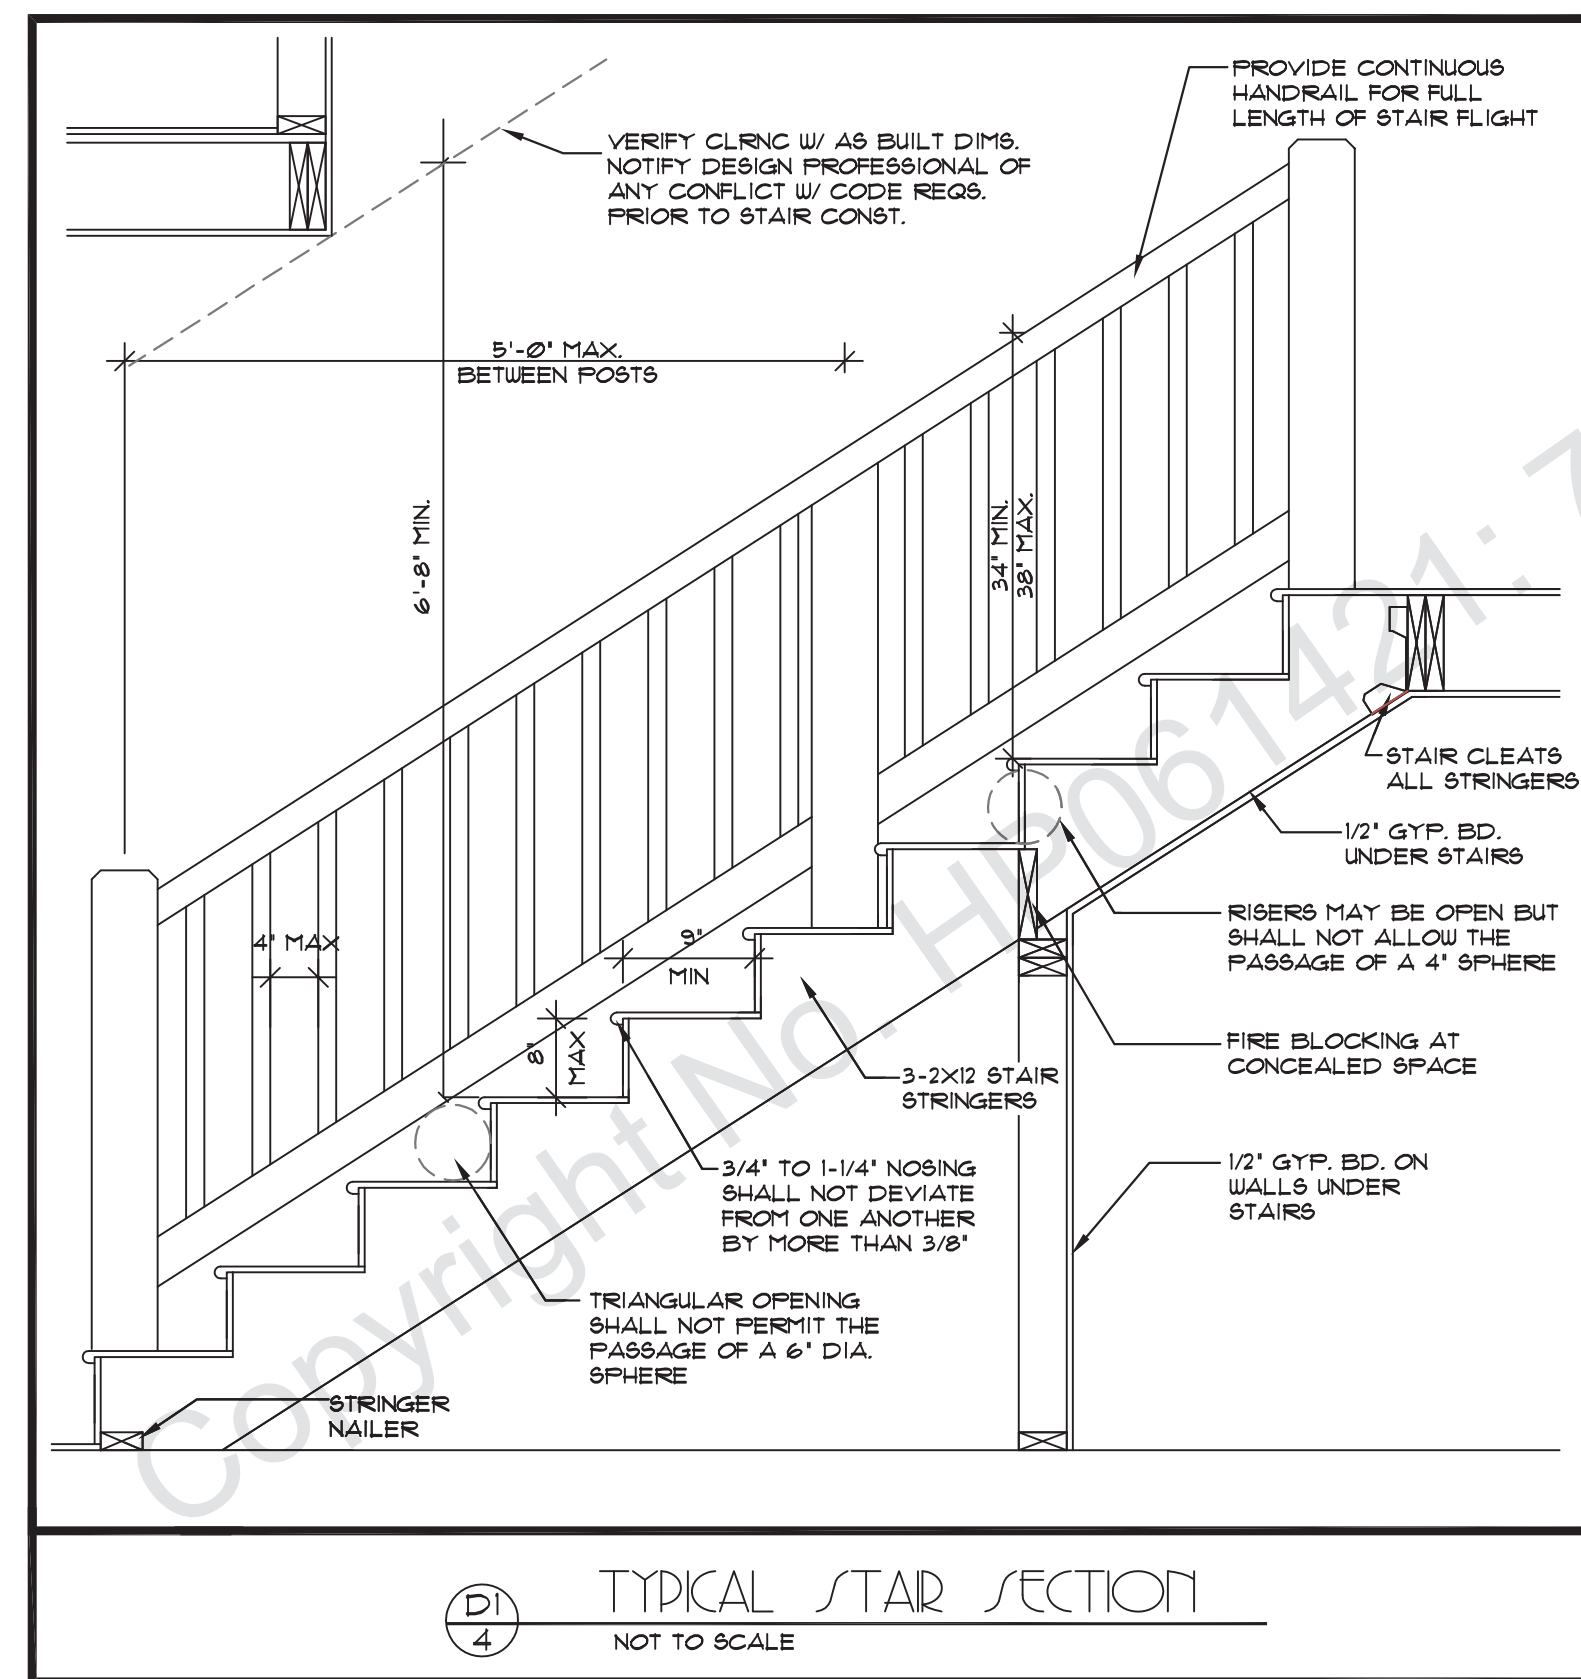 PROVIDE CONTINUOUS
HANDRAIL FOR FULL
LENGTH OF STAIR FLIGHT
VERIFY CLRNC W/ AS BUILT DIMS.
NOTIFY DESIGN PROFESSIONAL OF
ANY CONFLICT W/ CODE REQS.
PRIOR TO STAIR CONST.
5'-0" MAX.
BETWEEN POSTS
6'-8" MIN.
34" MIN.
38" MAX.
STAIR CLEATS
ALL STRINGERS
1/2" GYP. BD.
UNDER STAIRS
RISERS MAY BE OPEN BUT
SHALL NOT ALLOW THE
PASSAGE OF A 4" SPHERE
4" MAX
9"
MIN
8"
MAX
FIRE BLOCKING AT
CONCEALED SPACE
3-2X12 STAIR
STRINGERS
3/4" TO 1-1/4" NOSING
SHALL NOT DEVIATE
FROM ONE ANOTHER
BY MORE THAN 3/8"
1/2" GYP. BD. ON
WALLS UNDER
STAIRS
TRIANGULAR OPENING
SHALL NOT PERMIT THE
PASSAGE OF A 6" DIA.
SPHERE
STRINGER
NAILER
Copyright No. HP061421: 7
D1
4
TYPICAL STAIR SECTION
NOT TO SCALE